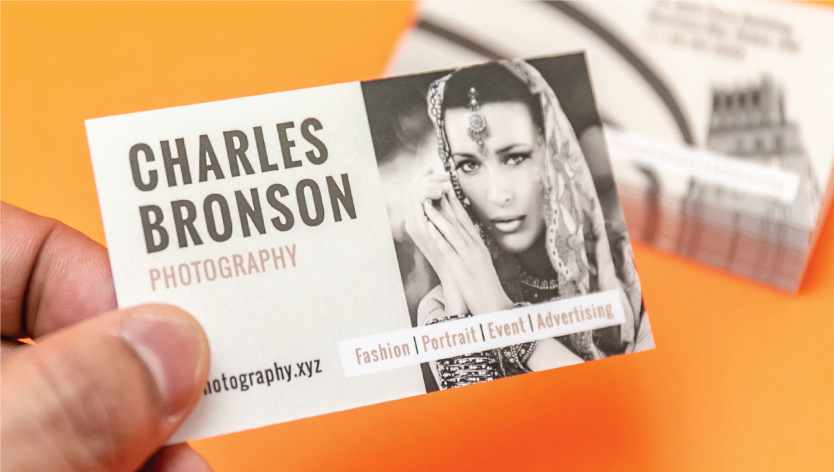 CHARLES
BRONSON
PHOTOGRAPHY
Fashion | Portrait | Event | Advertising
hotography.xyz